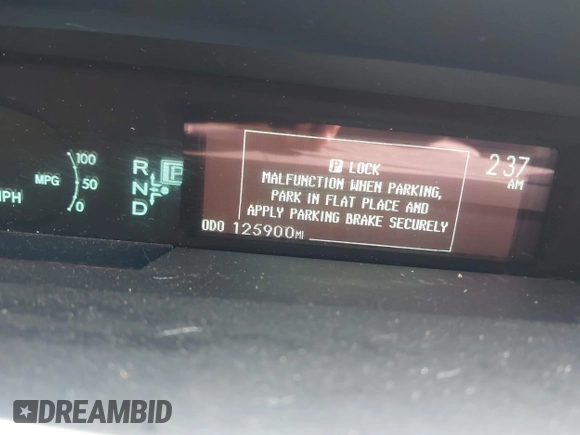 100
MPG 50
0
MPH
R
N
D
P
P LOCK
MALFUNCTION WHEN PARKING,
PARK IN FLAT PLACE AND
APPLY PARKING BRAKE SECURELY
2:37
AM
ODO 125900MI
DREAMBID